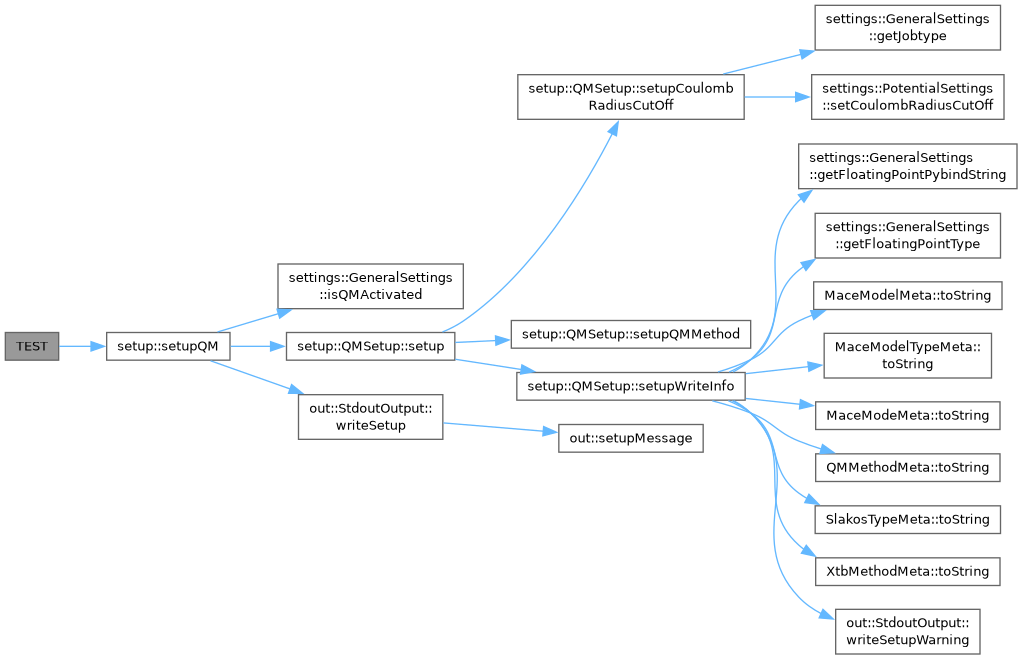 TEST
setup::setupQM
settings::GeneralSettings
::isQMActivated
setup::QMSetup::setup
out::StdoutOutput::
writeSetup
setup::QMSetup::setupCoulomb
RadiusCutOff
setup::QMSetup::setupQMMethod
setup::QMSetup::setupWriteInfo
out::setupMessage
settings::GeneralSettings
::getJobtype
settings::PotentialSettings
::setCoulombRadiusCutOff
settings::GeneralSettings
::getFloatingPointPybindString
settings::GeneralSettings
::getFloatingPointType
MaceModelMeta::toString
MaceModelTypeMeta::
toString
MaceModeMeta::toString
QMMethodMeta::toString
SlakosTypeMeta::toString
XtbMethodMeta::toString
out::StdoutOutput::
writeSetupWarning